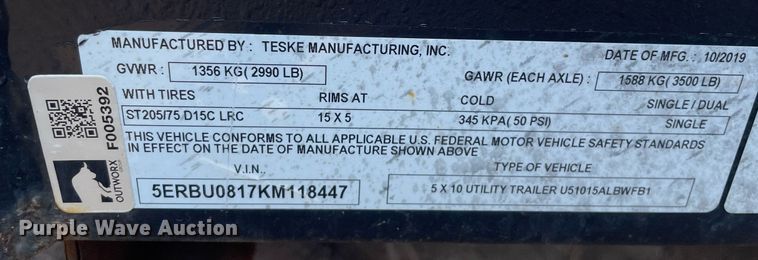 MANUFACTURED BY: TESKE MANUFACTURING, INC.
DATE OF MFG.: 10/2019
GVWR: 1356 KG( 2990 LB)
GAWR (EACH AXLE): 1588 KG( 3500 LB)
WITH TIRES RIMS AT COLD SINGLE / DUAL
ST205/75 D15C LRC 15 X 5 345 KPA( 50 PSI) SINGLE
THIS VEHICLE CONFORMS TO ALL APPLICABLE U.S. FEDERAL MOTOR VEHICLE SAFETY STANDARDS
IN EFFECT ON THE DATE OF MANUFACTURE SHOWN ABOVE
V.I.N.: TYPE OF VEHICLE
5ERBU0817KM118447 5 X 10 UTILITY TRAILER U51015ALBWFB1
F005392
OUTWORX
Purple Wave Auction